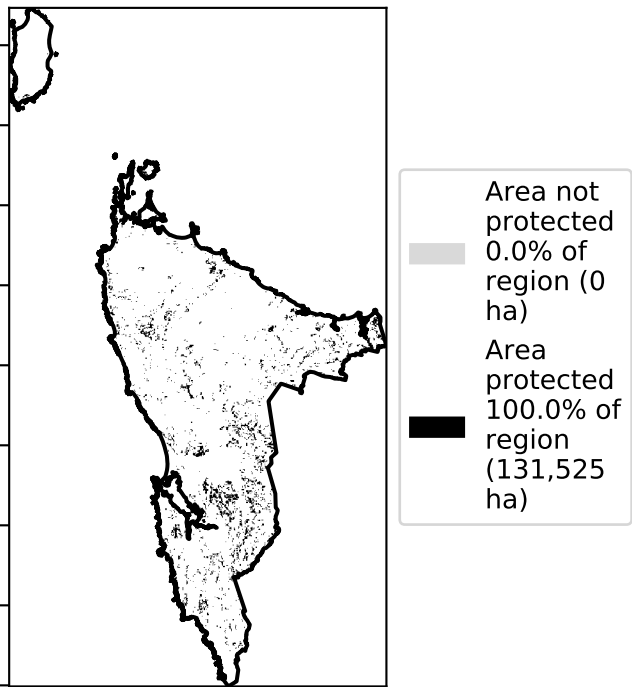 Area not
protected
0.0% of
region (0
ha)
Area
protected
100.0% of
region
(131,525
ha)